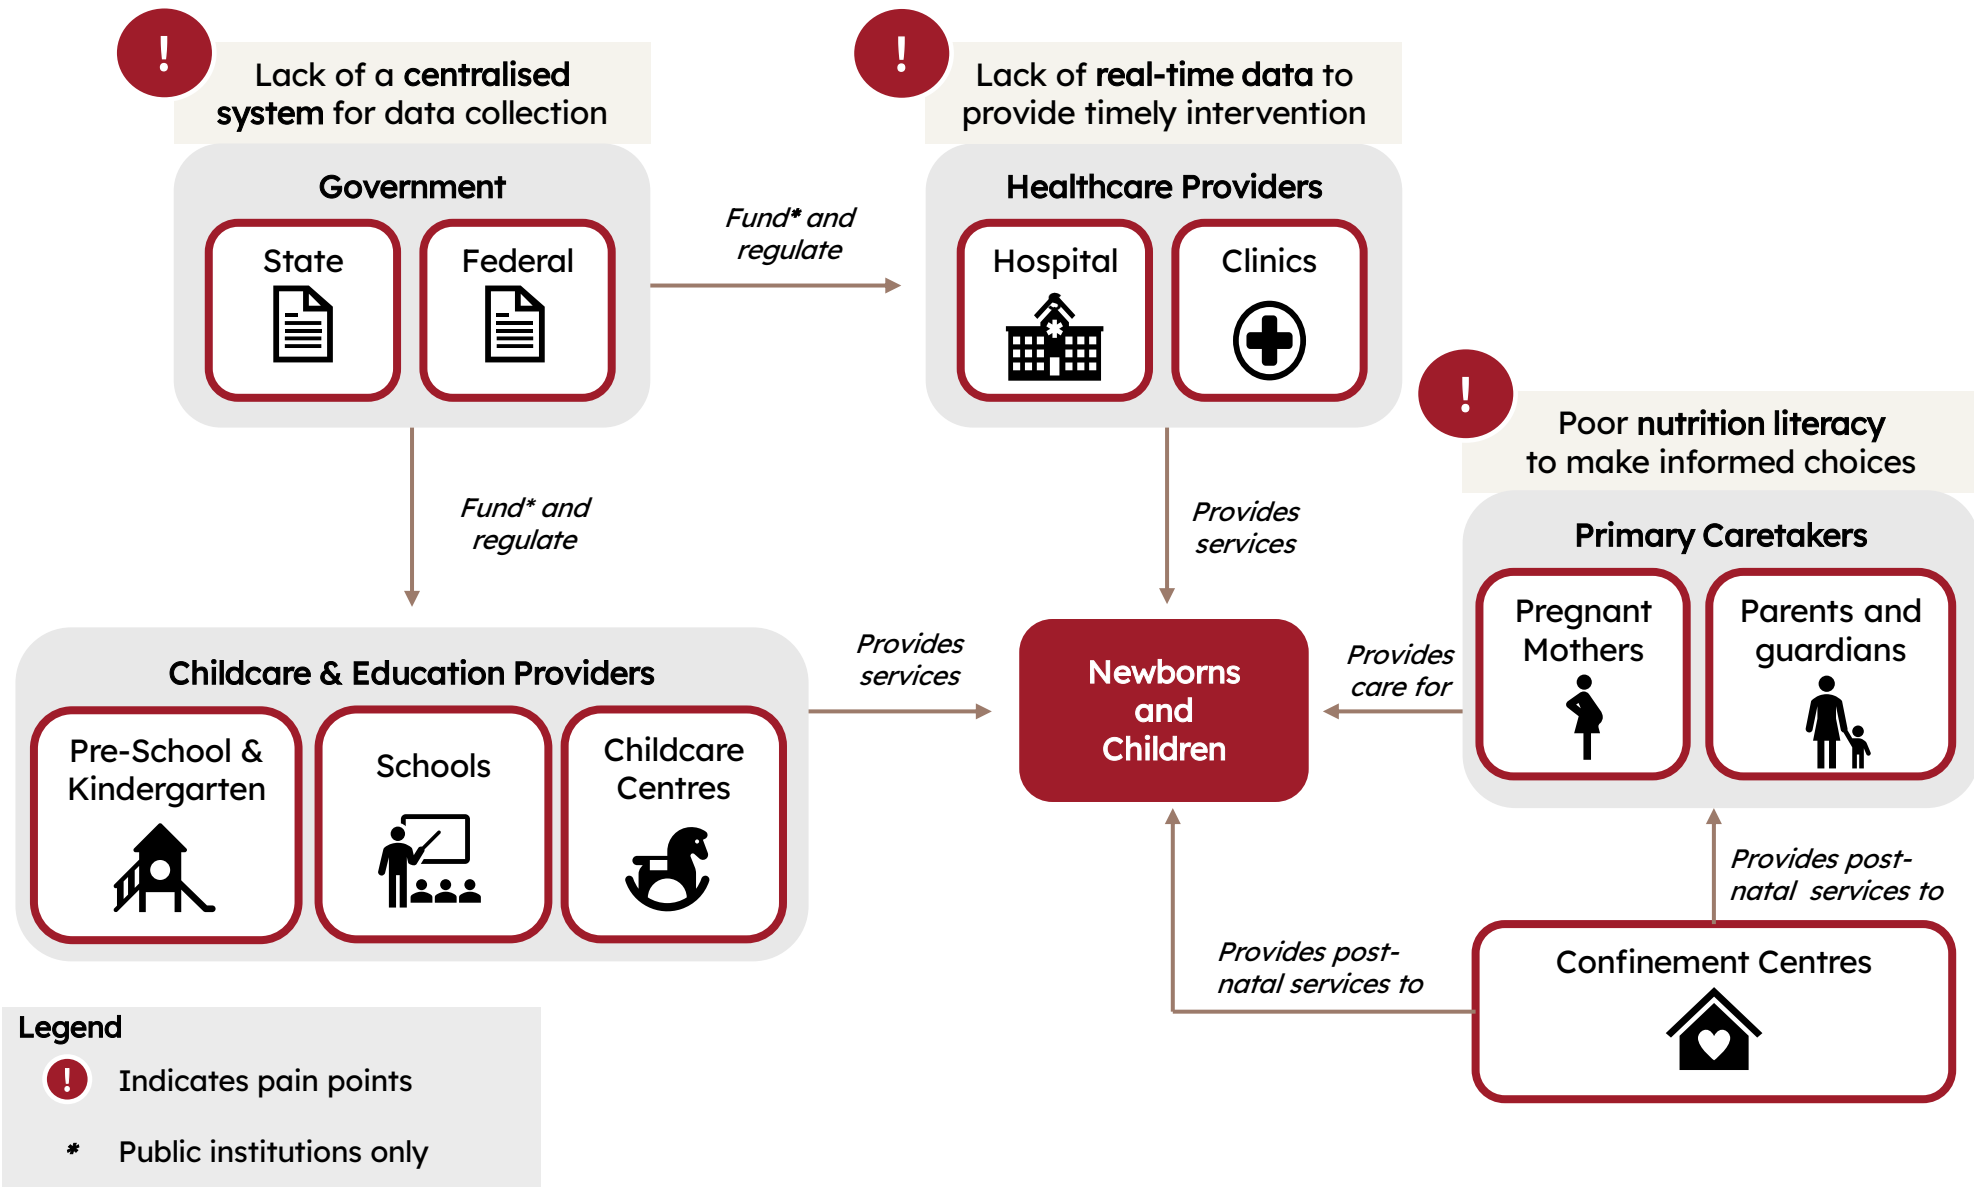 !
Lack of a centralised
system for data collection
!
Lack of real-time data to
provide timely intervention
Government
State
Federal
Fund* and
regulate
Healthcare Providers
Hospital
Clinics
!
Poor nutrition literacy
to make informed choices
Fund* and
regulate
Provides
services
Primary Caretakers
Pregnant
Mothers
Parents and
guardians
Childcare & Education Providers
Pre-School &
Kindergarten
Schools
Childcare
Centres
Provides
services
Newborns
and
Children
Provides
care for
Provides post-
natal services to
Provides post-
natal services to
Confinement Centres
Legend
! Indicates pain points
* Public institutions only